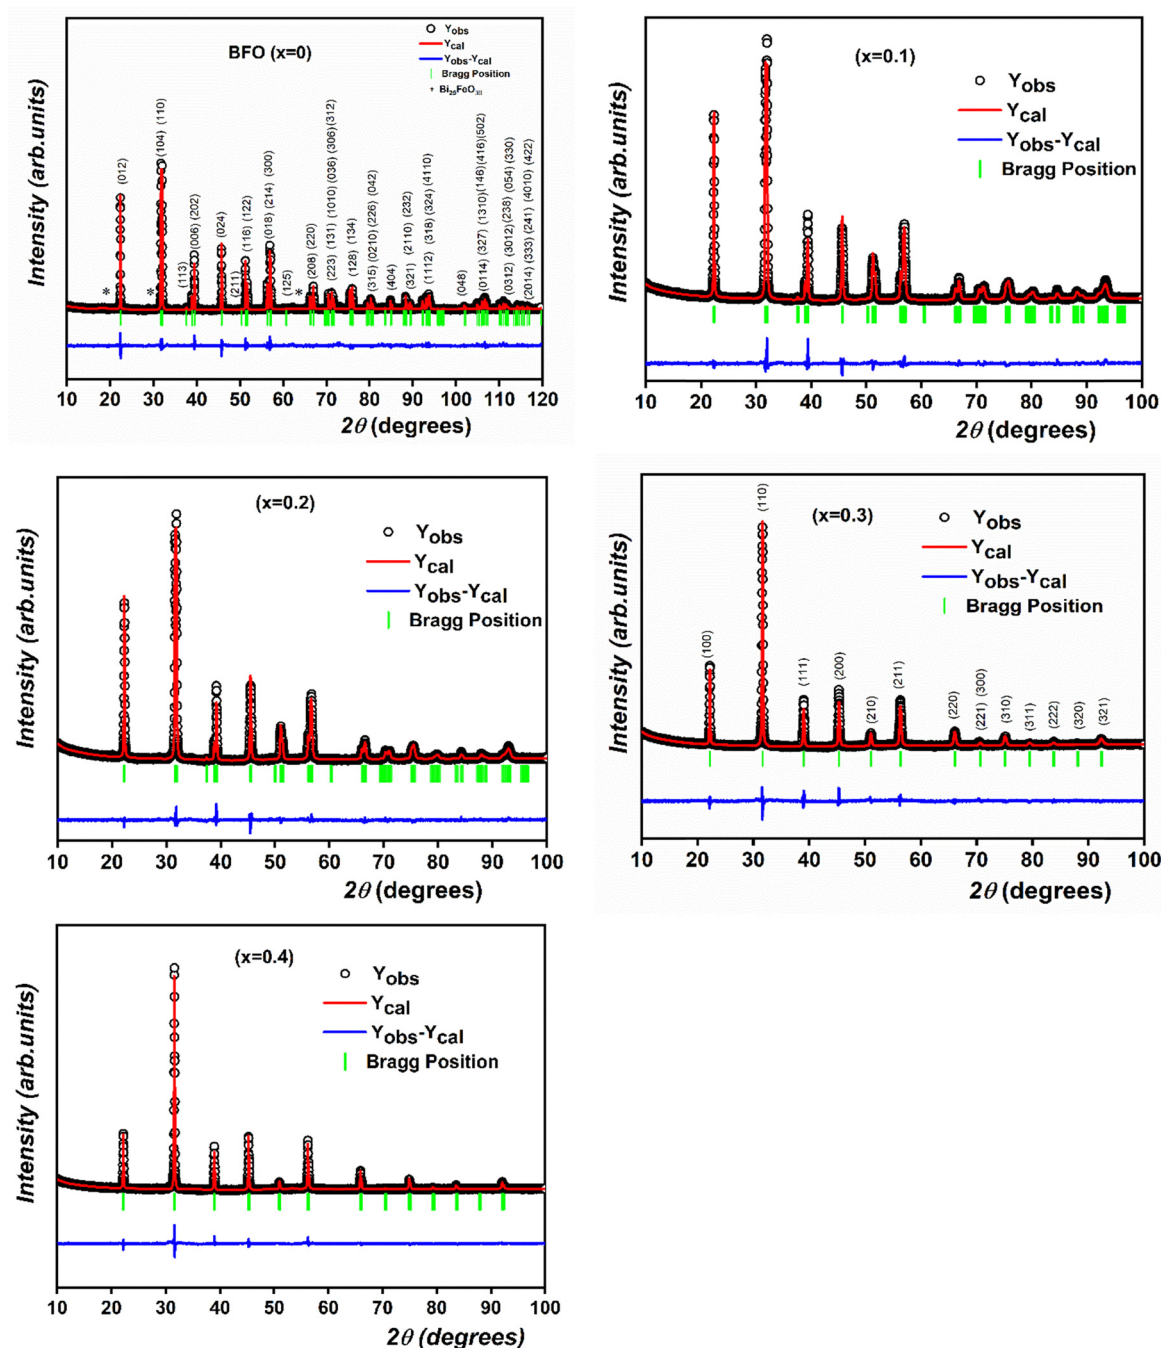 BFO (x=0)
Yobs
Ycal
Yobs-Ycal
Bragg Position
* Bi25FeO39
(012)
(104) (110)
(113)
(006) (202)
(024)
(211)
(116) (122)
(018) (214) (300)
(125)
(208) (220)
(223) (131) (1010) (036) (306) (312)
(128) (134)
(315) (0210) (226) (042)
(404)
(321) (2110) (232)
(1112) (318) (324) (4110)
(048)
(0114) (327) (1310) (146) (416) (502)
(0312) (3012) (238) (054) (330)
(2014) (333) (241) (4010) (422)
*
*
*
Intensity (arb.units)
10 20 30 40 50 60 70 80 90 100 110 120
2θ (degrees)
(x=0.1)
Yobs
Ycal
Yobs-Ycal
Bragg Position
Intensity (arb.units)
10 20 30 40 50 60 70 80 90 100
2θ (degrees)
(x=0.2)
Yobs
Ycal
Yobs-Ycal
Bragg Position
Intensity (arb.units)
10 20 30 40 50 60 70 80 90 100
2θ (degrees)
(x=0.3)
Yobs
Ycal
Yobs-Ycal
Bragg Position
(100)
(110)
(111)
(200)
(210)
(211)
(220)
(221) (300)
(310)
(311)
(222)
(320)
(321)
Intensity (arb.units)
10 20 30 40 50 60 70 80 90 100
2θ (degrees)
(x=0.4)
Yobs
Ycal
Yobs-Ycal
Bragg Position
Intensity (arb.units)
10 20 30 40 50 60 70 80 90 100
2θ (degrees)